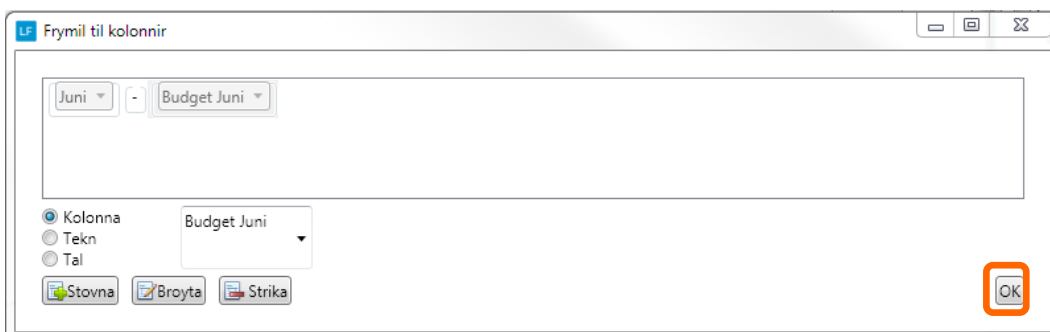 LF Frymil til kolonnir
Juni - Budget Juni
Kolonna Budget Juni
Tekn
Tal
Stovna Broyta Strika OK